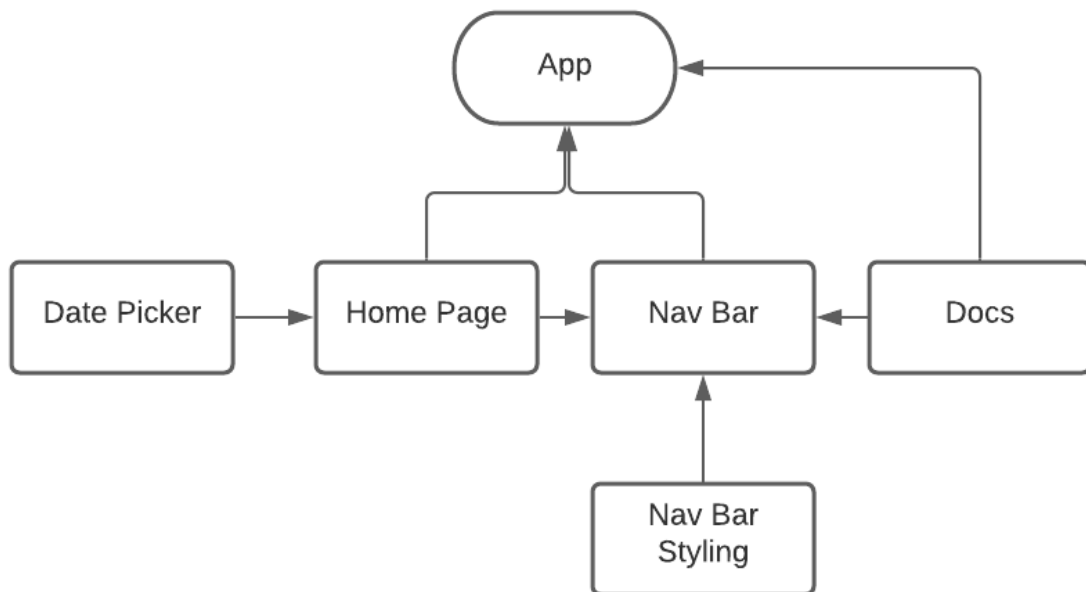 App
Date Picker
Home Page
Nav Bar
Docs
Nav Bar
Styling